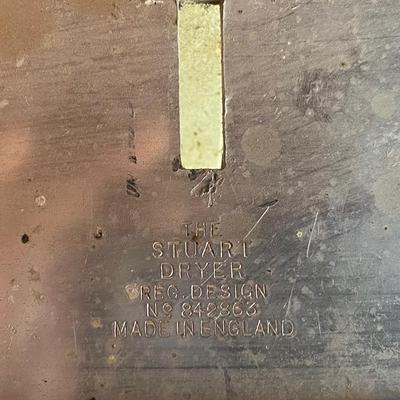 THE
STUART
DRYER
REG. DESIGN
No 842863
MADE IN ENGLAND